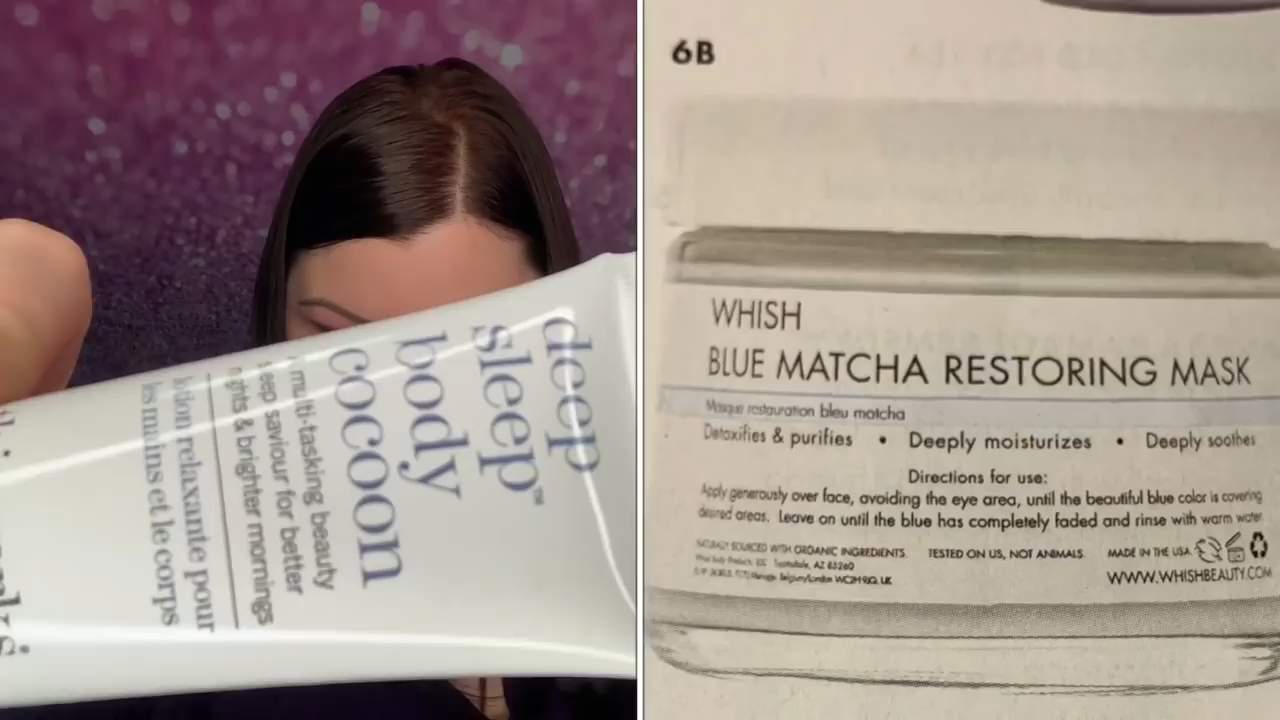 deep
sleep™
body
cocoon
multi-tasking beauty
sleep saviour for better
nights & brighter mornings
lotion relaxante pour
les mains et le corps
6B
WHISH
BLUE MATCHA RESTORING MASK
Masque restauration bleu matcha
Detoxifies & purifies • Deeply moisturizes • Deeply soothes
Directions for use:
Apply generously over face, avoiding the eye area, until the beautiful blue color is covering
desired areas. Leave on until the blue has completely faded and rinse with warm water
NATURALLY SOURCED WITH ORGANIC INGREDIENTS. TESTED ON US, NOT ANIMALS. MADE IN THE USA
Scottsdale, AZ 85260
WWW.WHISHBEAUTY.COM